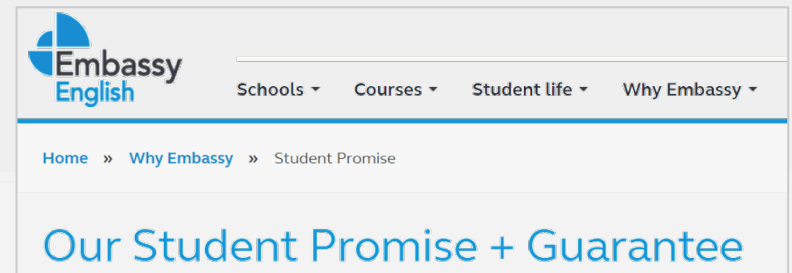 Embassy
English
Schools Courses Student life Why Embassy
Home » Why Embassy » Student Promise
Our Student Promise + Guarantee